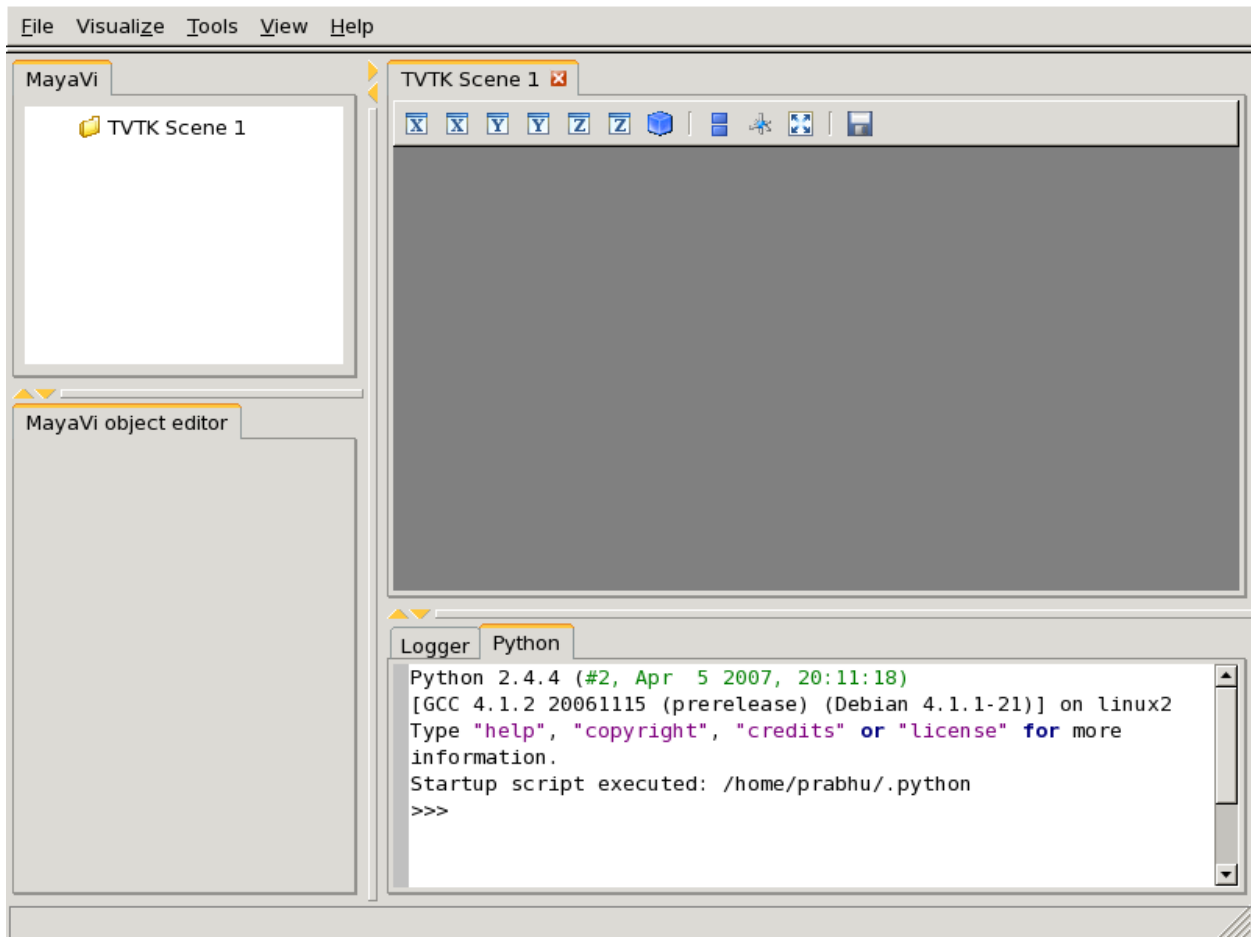 File Visualize Tools View Help
MayaVi
TVTK Scene 1
MayaVi object editor
TVTK Scene 1
X X Y Y Z Z
Logger Python
Python 2.4.4 (#2, Apr  5 2007, 20:11:18)
[GCC 4.1.2 20061115 (prerelease) (Debian 4.1.1-21)] on linux2
Type "help", "copyright", "credits" or "license" for more
information.
Startup script executed: /home/prabhu/.python
>>>